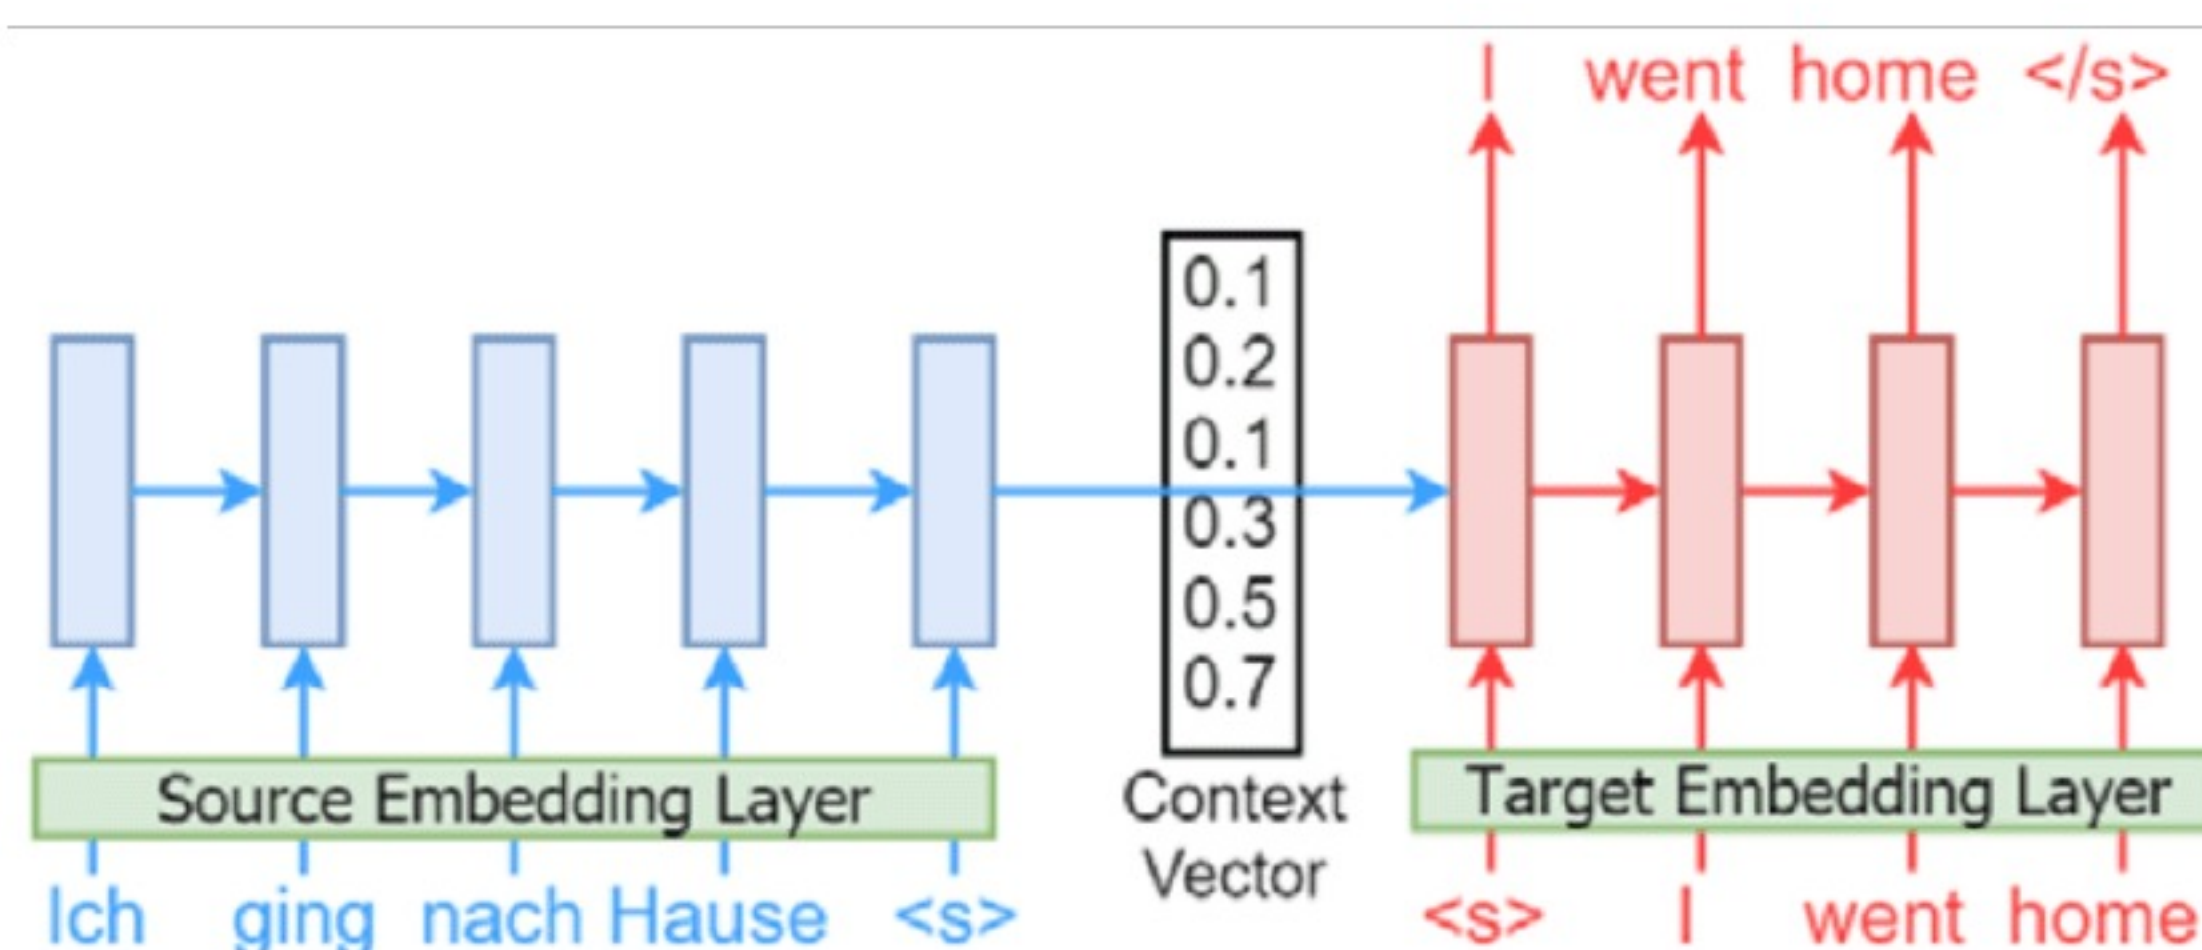 I went home </s>
0.1
0.2
0.1
0.3
0.5
0.7
Source Embedding Layer
Context
Vector
Target Embedding Layer
Ich ging nach Hause <s>
<s> I went home